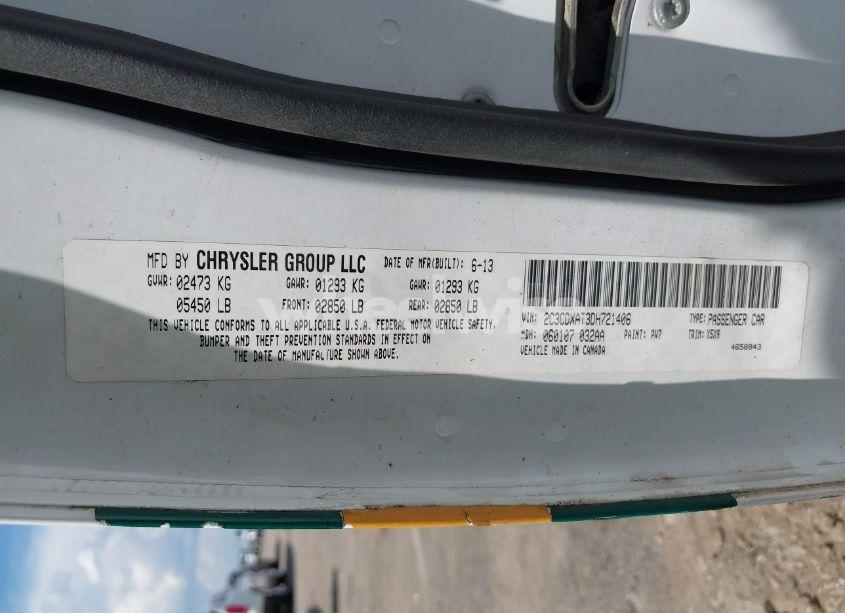 MFD BY CHRYSLER GROUP LLC DATE OF MFR(BUILT): 6-13
GVWR: 02473 KG GAWR: 01293 KG GAWR: 01293 KG
05450 LB FRONT: 02850 LB REAR: 02850 LB
THIS VEHICLE CONFORMS TO ALL APPLICABLE U.S.A. FEDERAL MOTOR VEHICLE SAFETY,
BUMPER AND THEFT PREVENTION STANDARDS IN EFFECT ON
THE DATE OF MANUFACTURE SHOWN ABOVE.
VIN: 2C3CDXAT3DH721406 TYPE: PASSENGER CAR
MDH: 060107 032AA PAINT: PW7 TRIM: X5X9
VEHICLE MADE IN CANADA 4658843